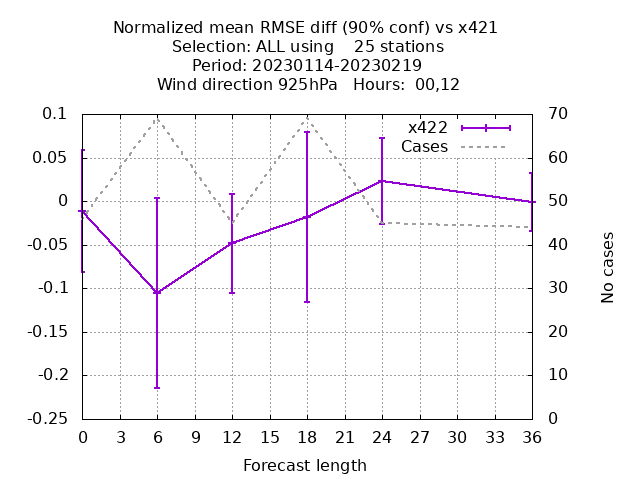 Normalized mean RMSE diff (90% conf) vs x421
Selection: ALL using    25 stations
Period: 20230114-20230219
Wind direction 925hPa   Hours:  00,12
0.1
0.05
0
-0.05
-0.1
-0.15
-0.2
-0.25
70
60
50
40
30
20
10
0
x422
Cases
No cases
0 3 6 9 12 15 18 21 24 27 30 33 36
Forecast length